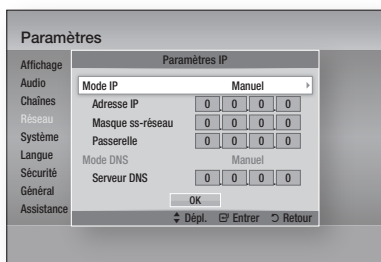 Paramètres
Affichage
Audio
Chaînes
Réseau
Système
Langue
Sécurité
Général
Assistance
Paramètres IP
Mode IP Manuel
Adresse IP 0 . 0 . 0 . 0
Masque ss-réseau 0 . 0 . 0 . 0
Passerelle 0 . 0 . 0 . 0
Mode DNS Manuel
Serveur DNS 0 . 0 . 0 . 0
OK
Dépl. Entrer Retour